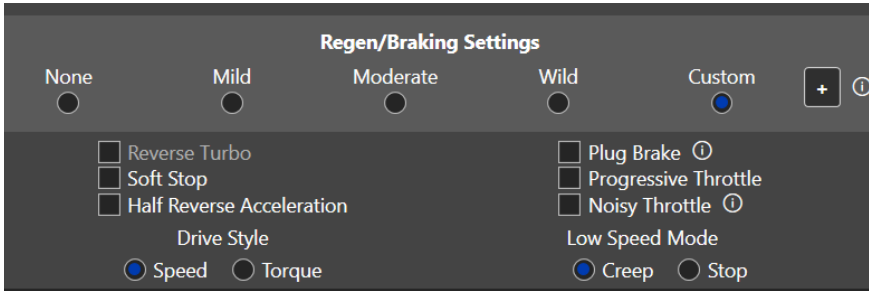 Regen/Braking Settings
None Mild Moderate Wild Custom
+
Reverse Turbo Plug Brake
Soft Stop Progressive Throttle
Half Reverse Acceleration Noisy Throttle
Drive Style Low Speed Mode
Speed Torque Creep Stop